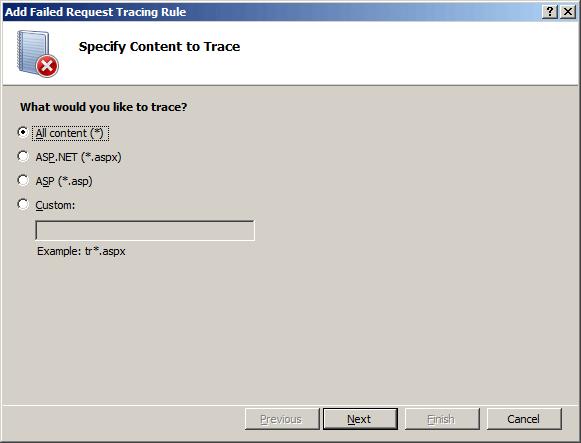 Add Failed Request Tracing Rule
Specify Content to Trace
What would you like to trace?
All content (*)
ASP.NET (*.aspx)
ASP (*.asp)
Custom:
Example: tr*.aspx
Previous Next Finish Cancel